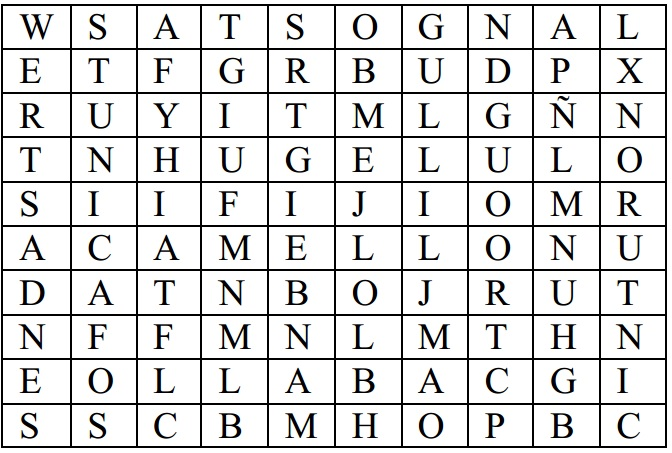 W S A T S O G N A L
E T F G R B U D P X
R U Y I T M L G Ñ N
T N H U G E L U L O
S I I F I J I O M R
A C A M E L L O N U
D A T N B O J R U T
N F F M N L M T H N
E O L L A B A C G I
S S C B M H O P B C